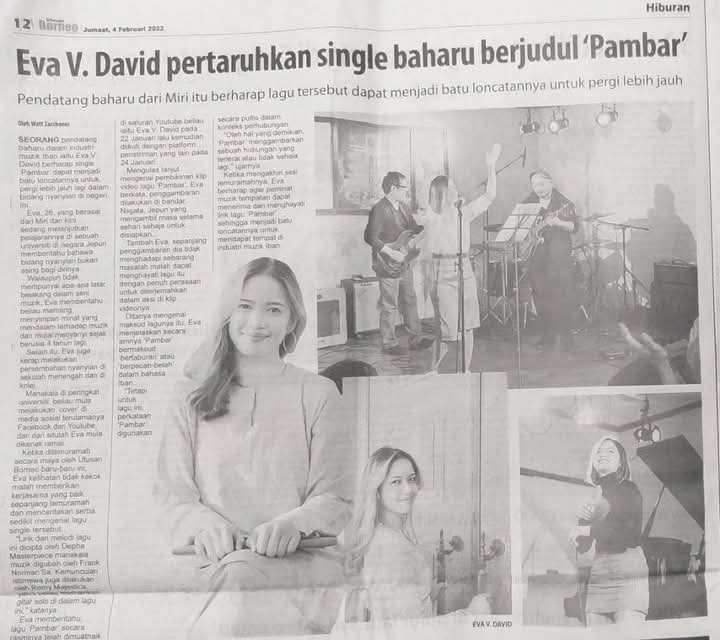 Hiburan
12 Utusan Borneo Jumaat, 4 Februari 2022
Eva V. David pertaruhkan single baharu berjudul ‘Pambar’
Pendatang baharu dari Miri itu berharap lagu tersebut dapat menjadi batu loncatannya untuk pergi lebih jauh
Oleh Watt Zacchaeus
SEORANG pendatang
baharu dalam industri
muzik Iban iaitu Eva V
David berharap single
‘Pambar’ dapat menjadi
batu loncatannya untuk
pergi lebih jauh lagi dalam
bidang nyanyian di negeri
ini.
Eva, 26, yang berasal
dari Miri dan kini
sedang melanjutkan
pelajarannya di sebuah
universiti di negara Jepun
memberitahu bahawa
bidang nyanyian bukan
asing bagi dirinya.
Walaupun tidak
mempunyai apa-apa latar
belakang dalam seni
muzik, Eva memberitahu
beliau memang
menyimpan minat yang
mendalam terhadap muzik
dan mula menyanyi sejak
berusia 4 tahun lagi.
Selain itu, Eva juga
kerap melakukan
persembahan nyanyian di
sekolah menengah dan di
kolej.
Manakala di peringkat
universiti, beliau mula
melakukan ‘cover’ di
media sosial terutamanya
Facebook dan Youtube,
dan dari situlah Eva mula
dikenali ramai.
Ketika ditemuramah
secara maya oleh Utusan
Borneo baru-baru ini,
Eva kelihatan tidak kekok
malah memberikan
kerjasama yang baik
sepanjang temuramah
dan menceritakan serba
sedikit mengenai lagu
single tersebut.
“Lirik dan melodi lagu
ini dicipta oleh Depha
Masterpiece manakala
muzik digubah oleh Frank
Norman Sa. Kemunculan
istimewa juga dilakukan
oleh Romy Majestica,
gitar solo di dalam lagu
ini,” katanya.
Eva memberitahu,
lagu ‘Pambar’ secara
rasminya telah dimuatnaik
di saluran Youtube beliau
iaitu Eva V. David pada
22 Januari lalu kemudian
diikuti dengan platform
penstriman yang lain pada
24 Januari.
Mengulas lanjut
mengenai pembikinan klip
video lagu ‘Pambar’, Eva
berkata, penggambaran
dilakukan di bandar
Niigata, Jepun yang
mengambil masa selama
sehari sahaja untuk
disiapkan.
Tambah Eva, sepanjang
penggambaran dia tidak
menghadapi sebarang
masalah malah dapat
menghayati lagu itu
dengan penuh perasaan
untuk diterjemahkan
dalam aksi di klip
videonya.
Ditanya mengenai
maksud lagunya itu, Eva
menjelaskan secara
amnya ‘Pambar’
bermaksud
‘bertaburan’ atau
berpecah-belah
dalam bahasa
Iban.
“Tetapi
untuk
lagu ini,
perkataan
‘Pambar’
digunakan
secara puitis dalam
konteks perhubungan.
“Oleh hal yang demikian,
‘Pambar’ menggambarkan
sebuah hubungan yang
terlerai atau tidak sehala
lagi,” ujarnya.
Ketika mengakhiri sesi
temuramahnya, Eva
berharap agar peminat
muzik tempatan dapat
menerima dan menghayati
lirik lagu ‘Pambar’
sehingga menjadi batu
loncatannya untuk
mendapat tempat di
industri muzik Iban.
EVA V. DAVID